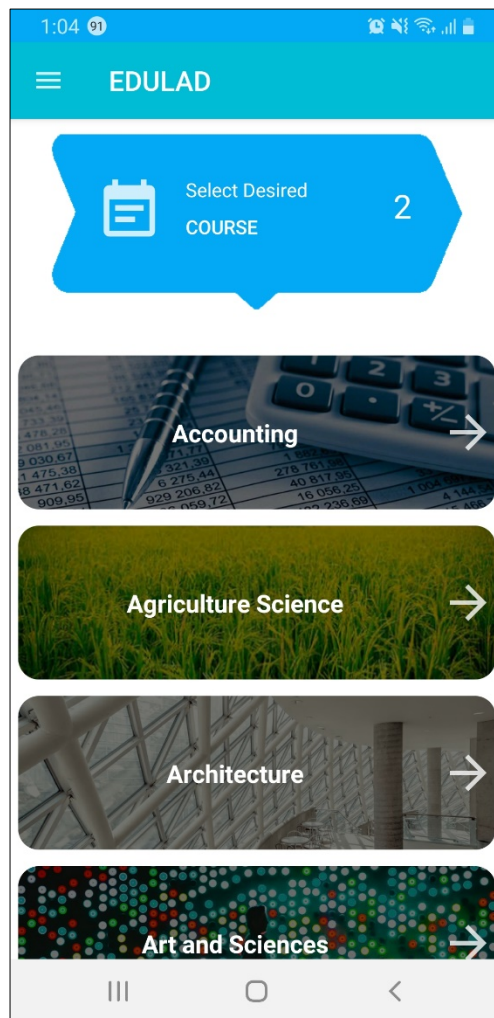 1:04 91
EDULAD
Select Desired
COURSE
2
Accounting
Agriculture Science
Architecture
Art and Sciences